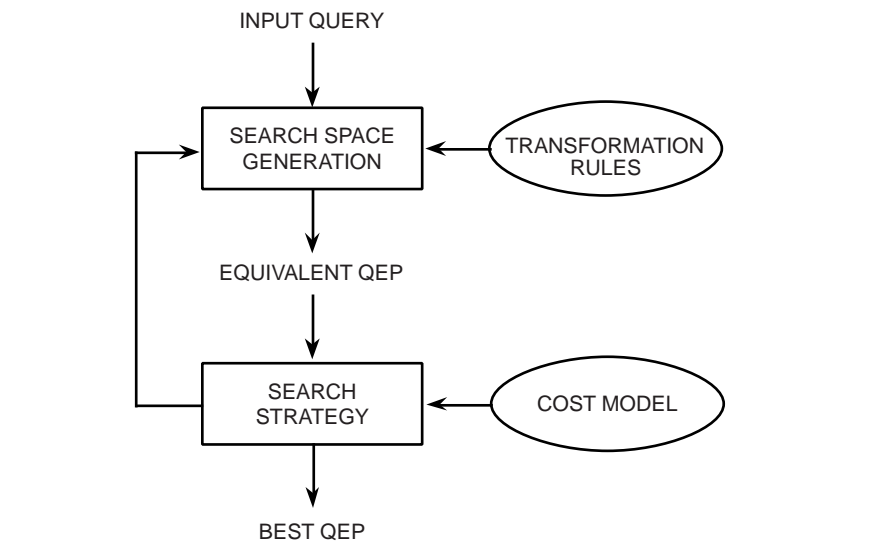 INPUT QUERY
SEARCH SPACE
GENERATION
TRANSFORMATION
RULES
EQUIVALENT QEP
SEARCH
STRATEGY
COST MODEL
BEST QEP